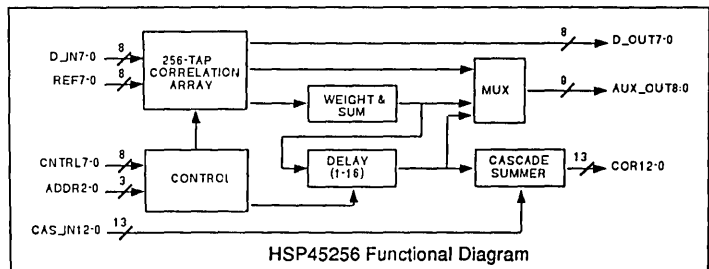 8
D_IN7-0
8
REF7-0
256-TAP
CORRELATION
ARRAY
8
D_OUT7-0
MUX
9
AUX_OUT8:0
WEIGHT &
SUM
8
CNTRL7-0
3
ADDR2-0
CONTROL
DELAY
(1-16)
CASCADE
SUMMER
13
COR12-0
13
CAS_IN12-0
HSP45256 Functional Diagram